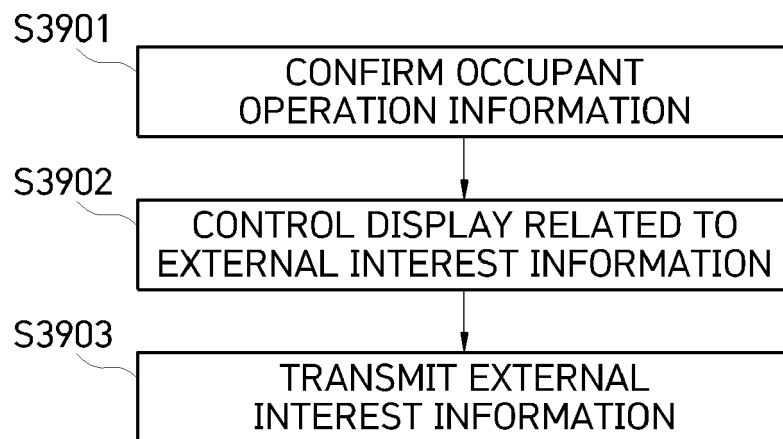 S3901
CONFIRM OCCUPANT
OPERATION INFORMATION
S3902
CONTROL DISPLAY RELATED TO
EXTERNAL INTEREST INFORMATION
S3903
TRANSMIT EXTERNAL
INTEREST INFORMATION